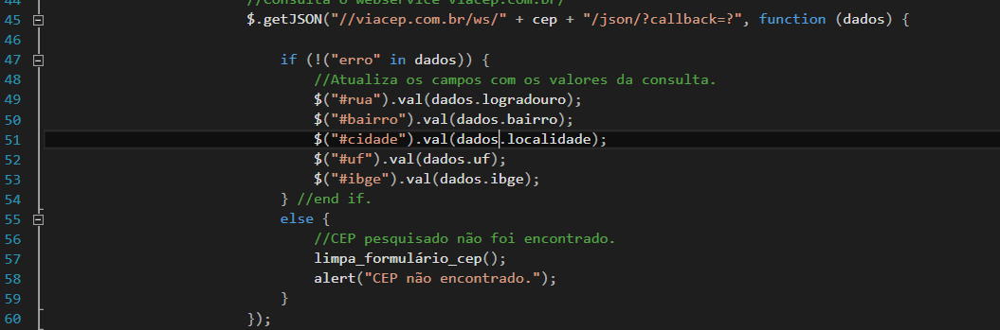 44 //Consulta o webservice viacep.com.br/
45 $.getJSON("//viacep.com.br/ws/" + cep + "/json/?callback=?", function (dados) {
46
47 if (!("erro" in dados)) {
48 //Atualiza os campos com os valores da consulta.
49 $("#rua").val(dados.logradouro);
50 $("#bairro").val(dados.bairro);
51 $("#cidade").val(dados.localidade);
52 $("#uf").val(dados.uf);
53 $("#ibge").val(dados.ibge);
54 } //end if.
55 else {
56 //CEP pesquisado não foi encontrado.
57 limpa_formulário_cep();
58 alert("CEP não encontrado.");
59 }
60 });